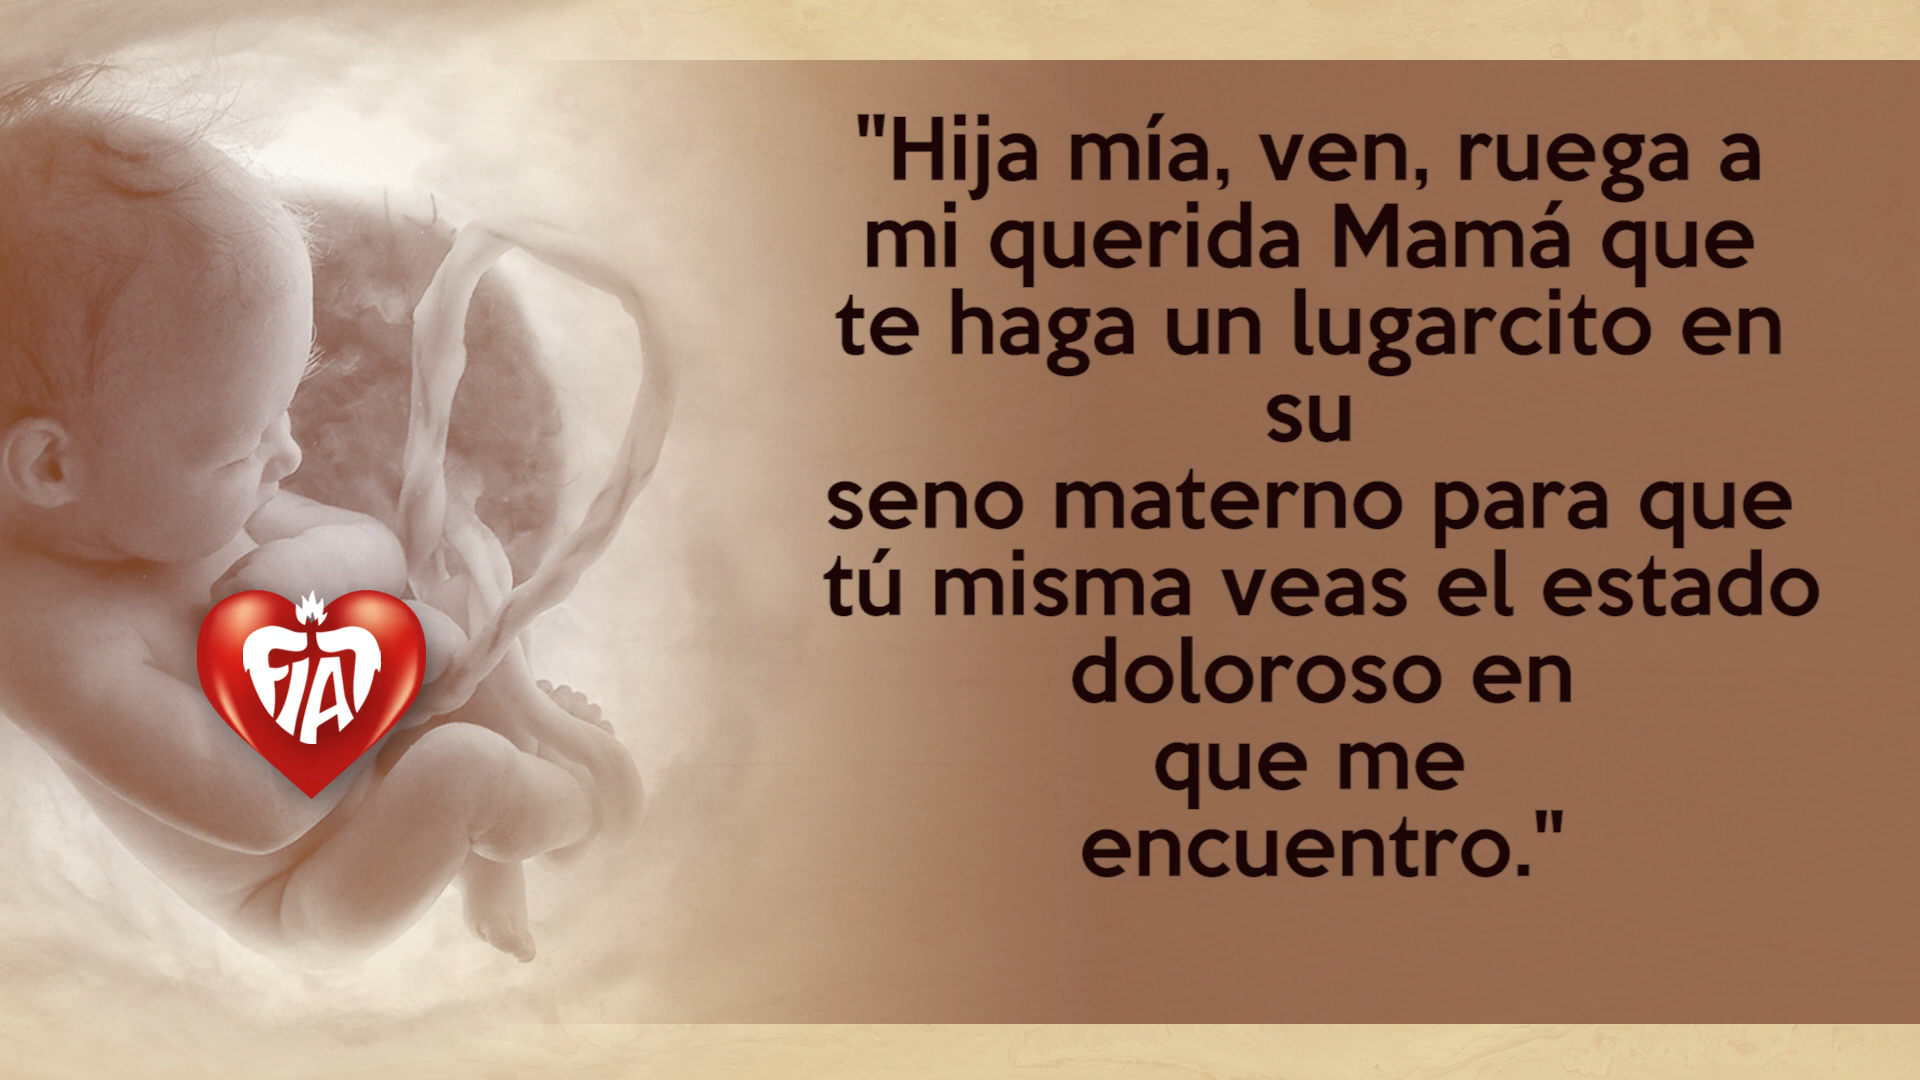 "Hija mía, ven, ruega a
mi querida Mamá que
te haga un lugarcito en
su
seno materno para que
tú misma veas el estado
doloroso en
que me
encuentro."
FIAT